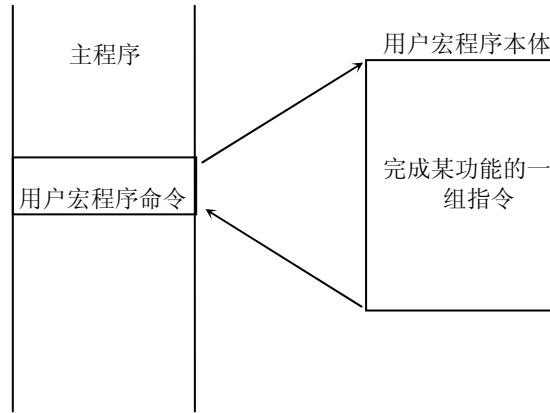 主程序
用户宏程序命令
用户宏程序本体
完成某功能的一
组指令